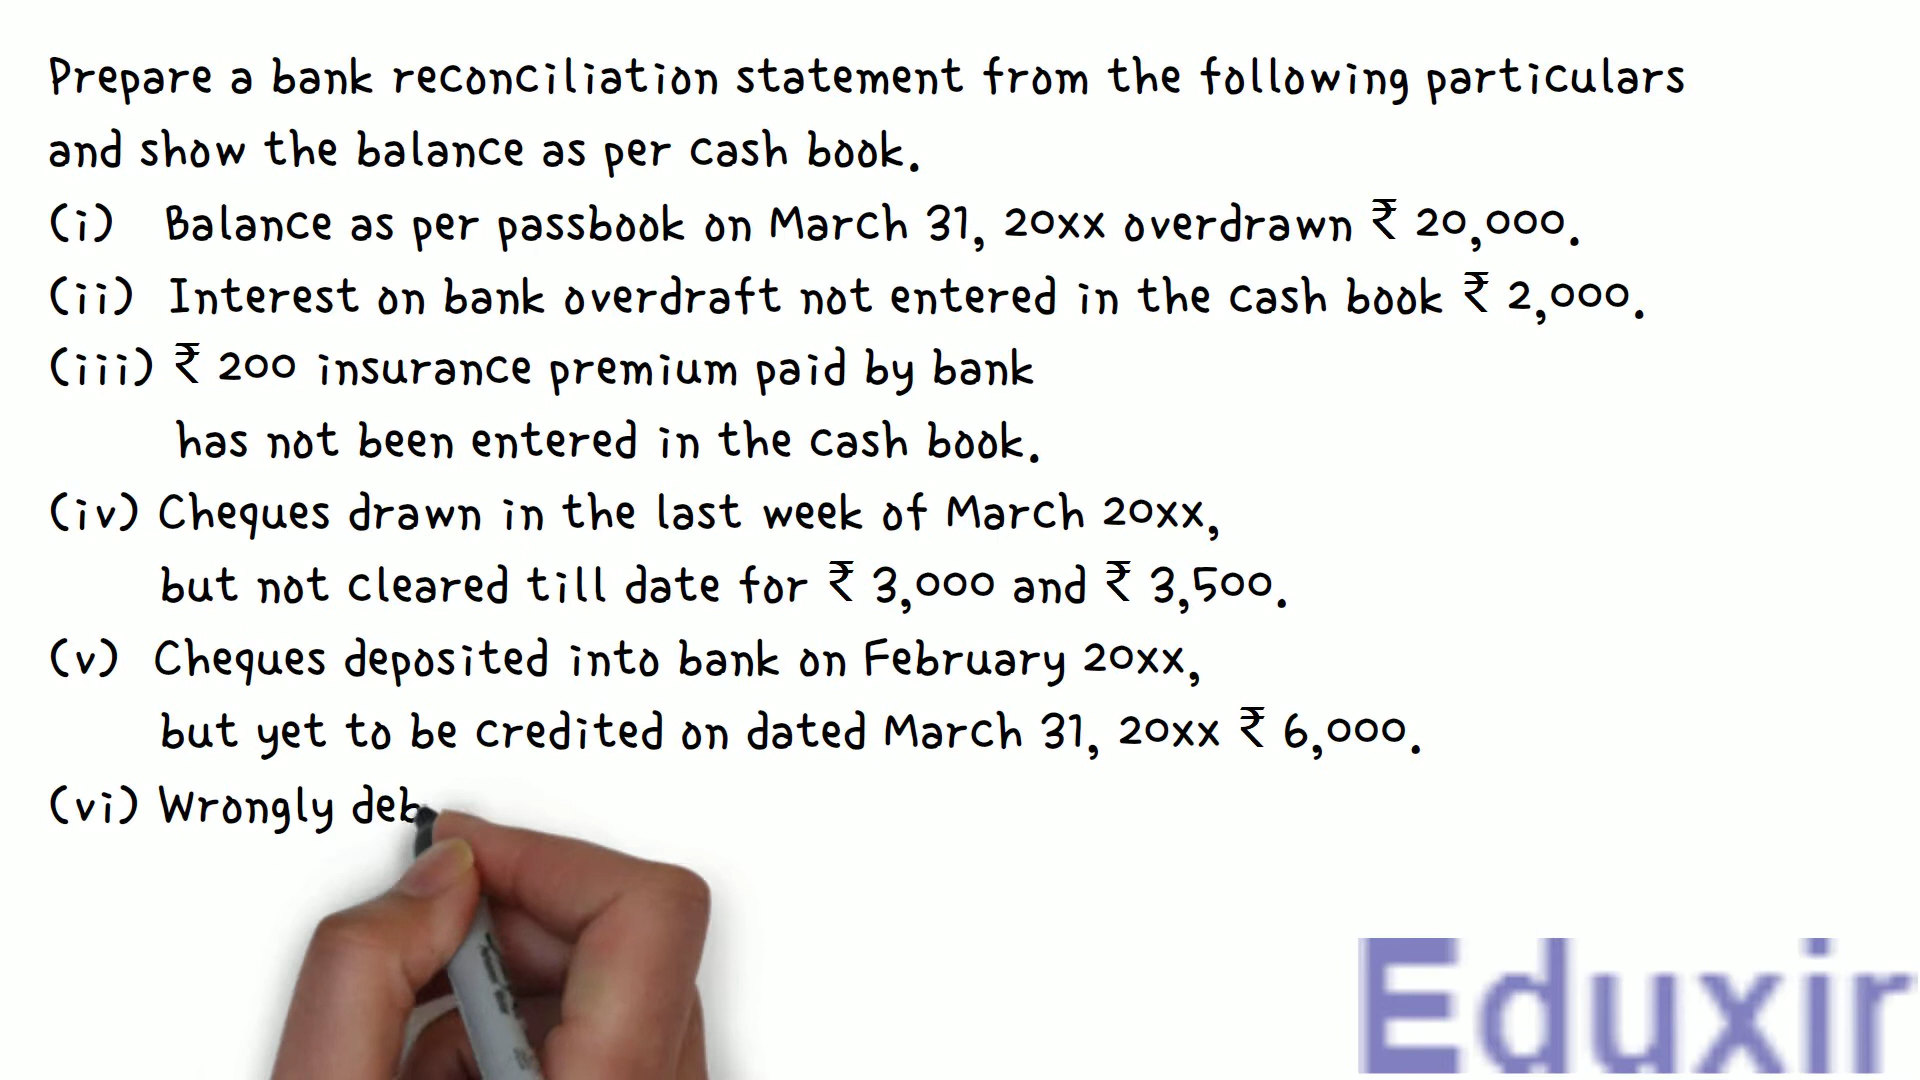 Prepare a bank reconciliation statement from the following particulars
and show the balance as per cash book.
(i) Balance as per passbook on March 31, 20xx overdrawn ₹ 20,000.
(ii) Interest on bank overdraft not entered in the cash book ₹ 2,000.
(iii) ₹ 200 insurance premium paid by bank
has not been entered in the cash book.
(iv) Cheques drawn in the last week of March 20xx,
but not cleared till date for ₹ 3,000 and ₹ 3,500.
(v) Cheques deposited into bank on February 20xx,
but yet to be credited on dated March 31, 20xx ₹ 6,000.
(vi) Wrongly deb
Eduxir